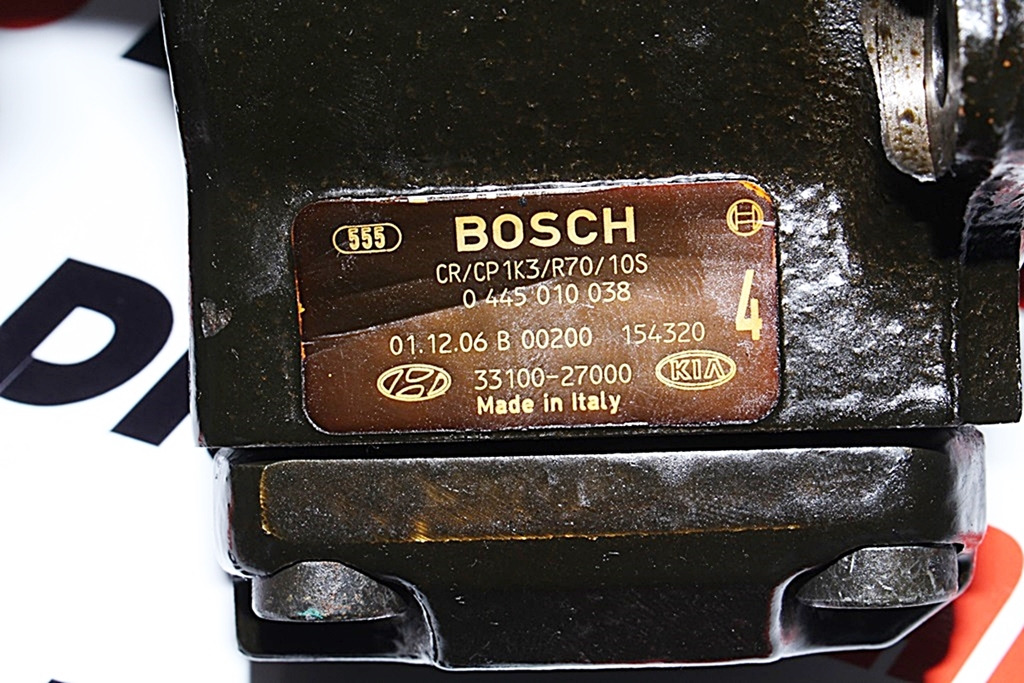 555
BOSCH
CR/CP1K3/R70/10S
0 445 010 038
4
01.12.06 B 00200 154320
33100-27000 KIA
Made in Italy